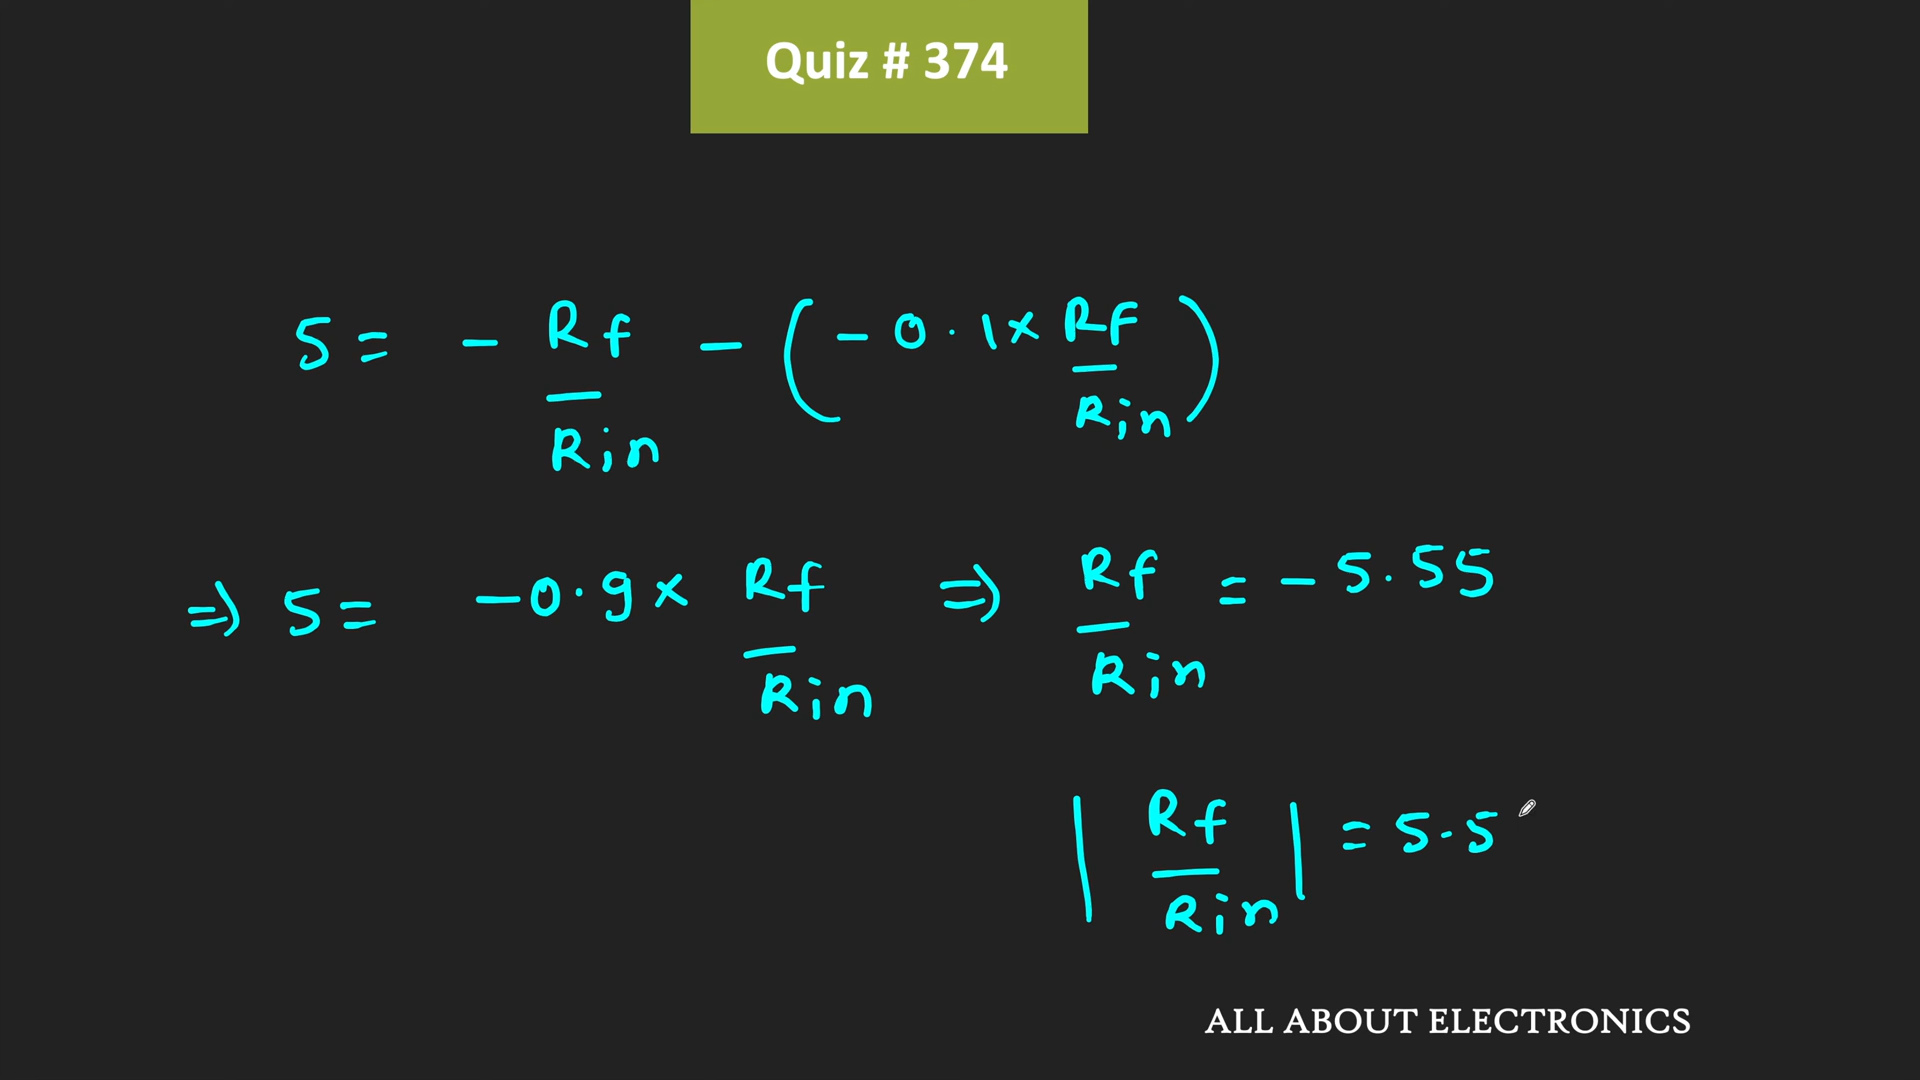 Quiz # 374
5 = - Rf/Rin - (-0.1 x Rf/Rin)
⇒ 5 = -0.9 x Rf/Rin ⇒ Rf/Rin = -5.55
|Rf/Rin| = 5.5
ALL ABOUT ELECTRONICS